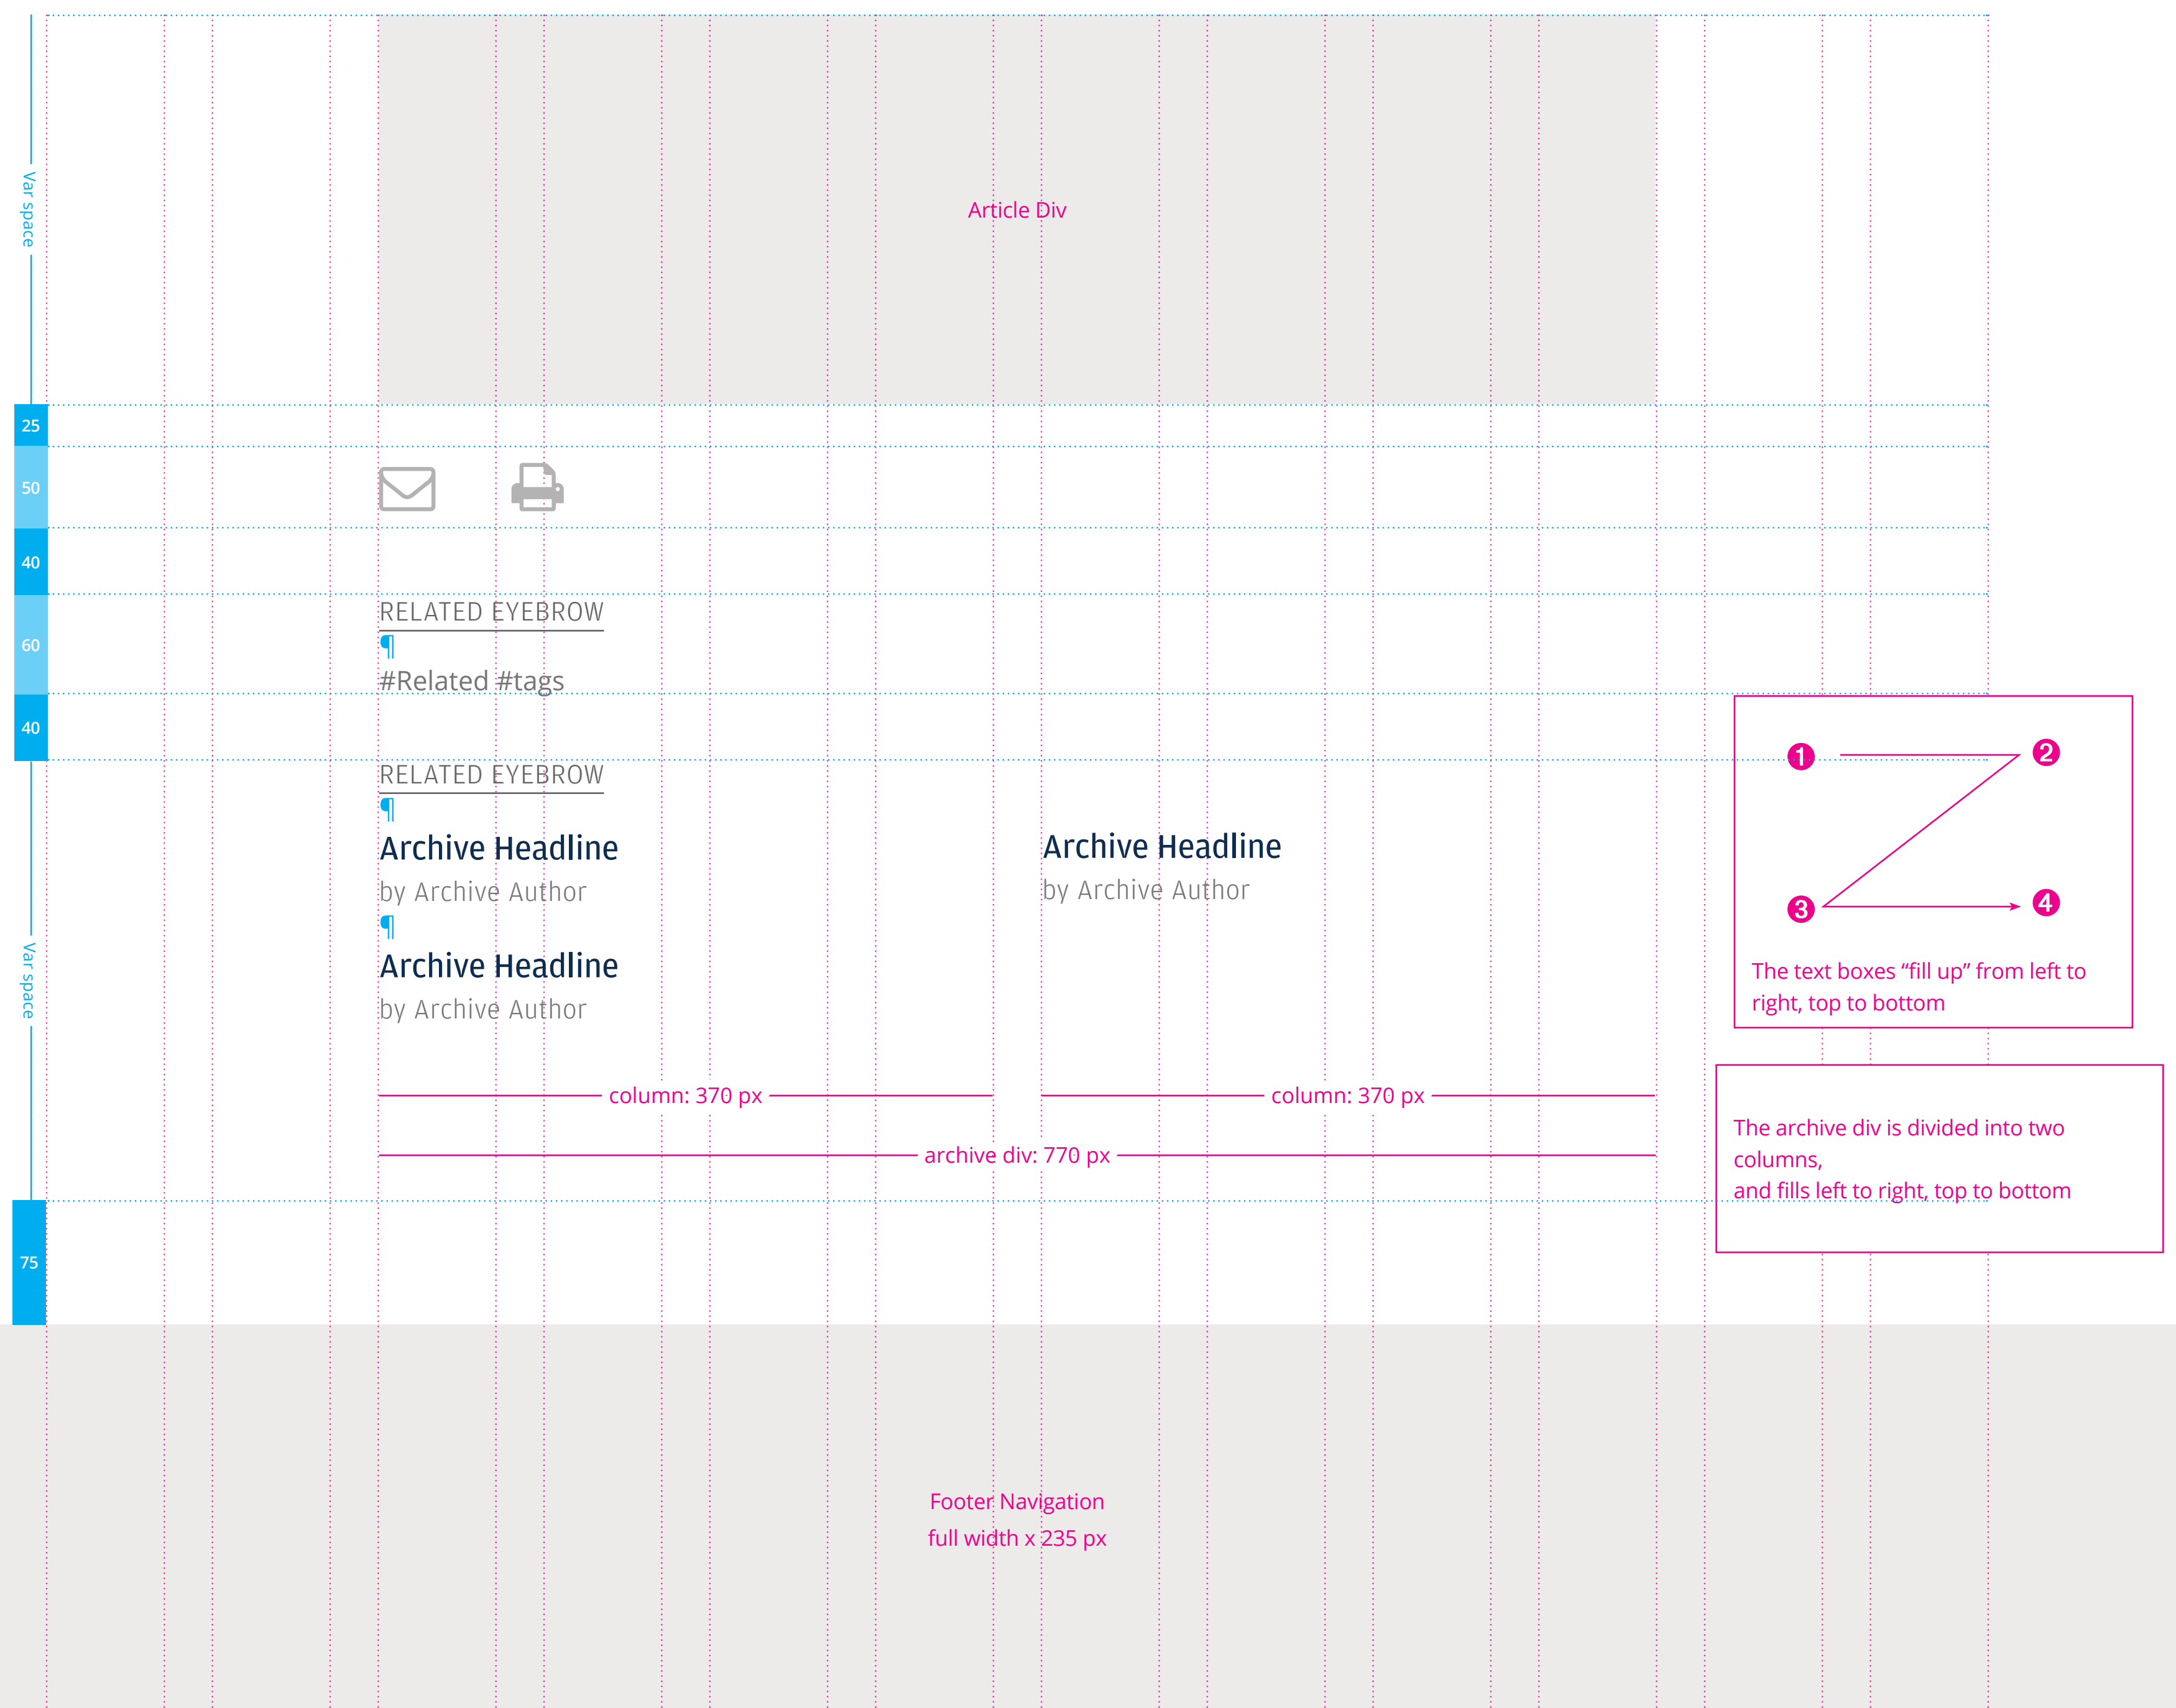 Var space
Article Div
25
50
40
RELATED EYEBROW
60
¶
#Related #tags
40
1
2
RELATED EYEBROW
¶
Archive Headline
Archive Headline
by Archive Author
by Archive Author
3
4
¶
Var space
Archive Headline
by Archive Author
The text boxes “fill up” from left to
right, top to bottom
column: 370 px
column: 370 px
archive div: 770 px
The archive div is divided into two
columns,
and fills left to right, top to bottom
75
Footer Navigation
full width x 235 px